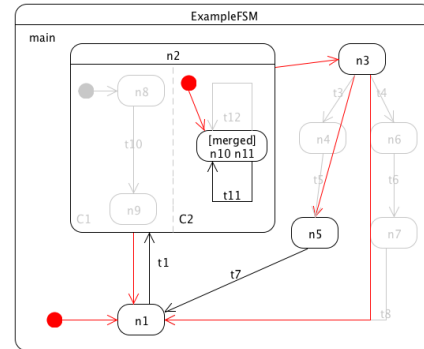 ExampleFSM
main
n2
n3
n8
t12
t3
t4
[merged]
n10 n11
n4
n6
t10
t11
t5
t6
n9
C1
C2
n5
n7
t1
t7
n1
t8